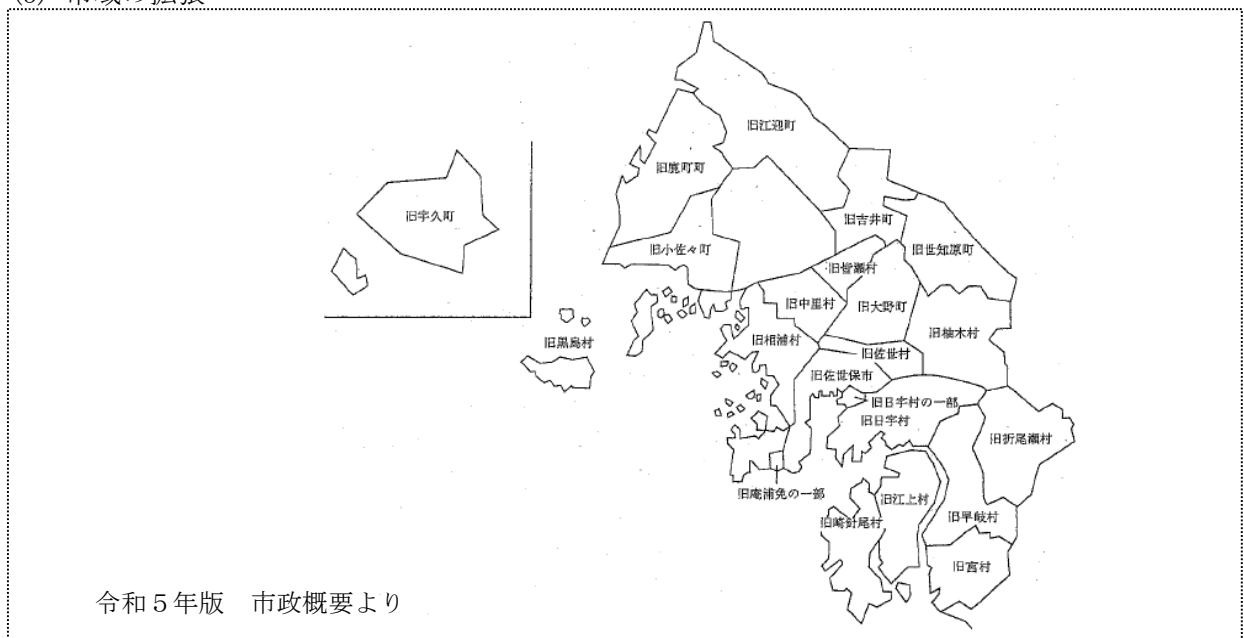 旧江迎町
旧鹿町町
旧宇久町
旧吉井町
旧小佐々町
旧世知原町
旧皆瀬村
旧中里村
旧大野町
旧柚木村
旧黒島村
旧相浦村
旧佐世村
旧佐世保市
旧日宇村の一部
旧日宇村
旧折尾瀬村
旧庵浦免の一部
旧江上村
旧早岐村
旧崎針尾村
旧宮村
令和５年版　市政概要より